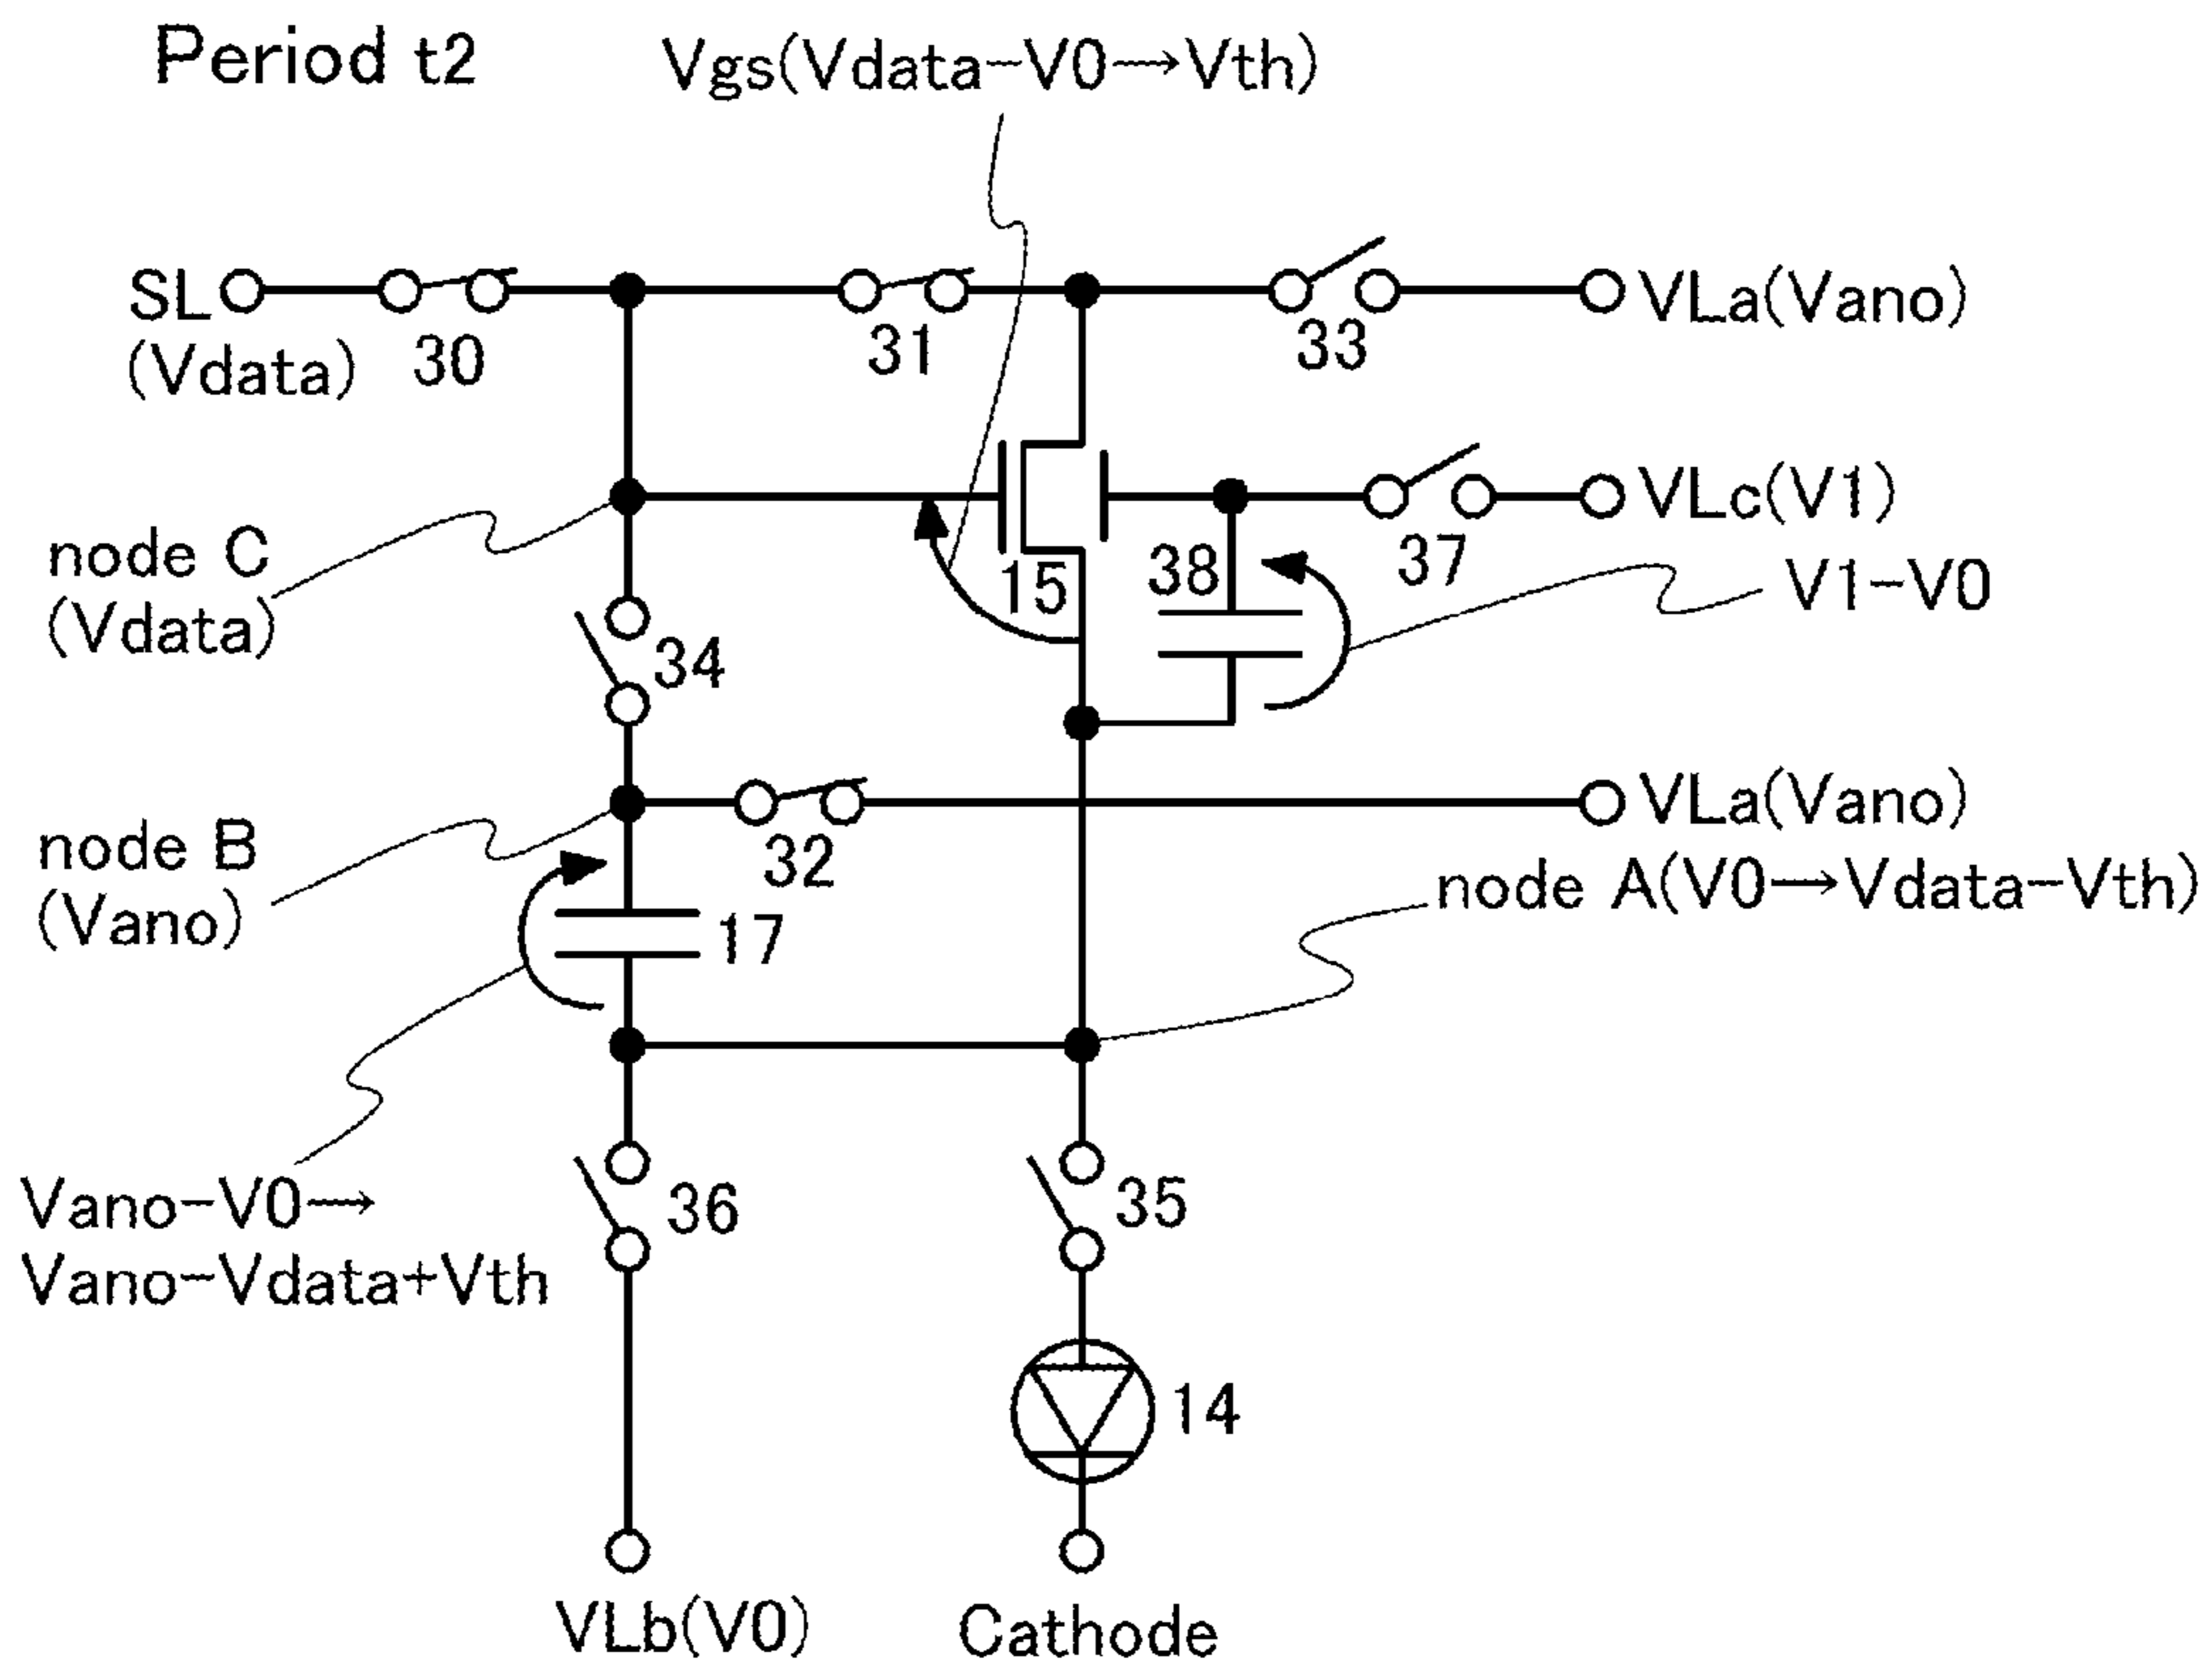 Period t2
Vgs(Vdata−V0→Vth)
SL
(Vdata)
30
31
33
VLa(Vano)
node C
(Vdata)
15
38
37
VLc(V1)
V1−V0
34
node B
(Vano)
32
VLa(Vano)
17
node A(V0→Vdata−Vth)
Vano−V0→
Vano−Vdata+Vth
36
35
14
VLb(V0)
Cathode